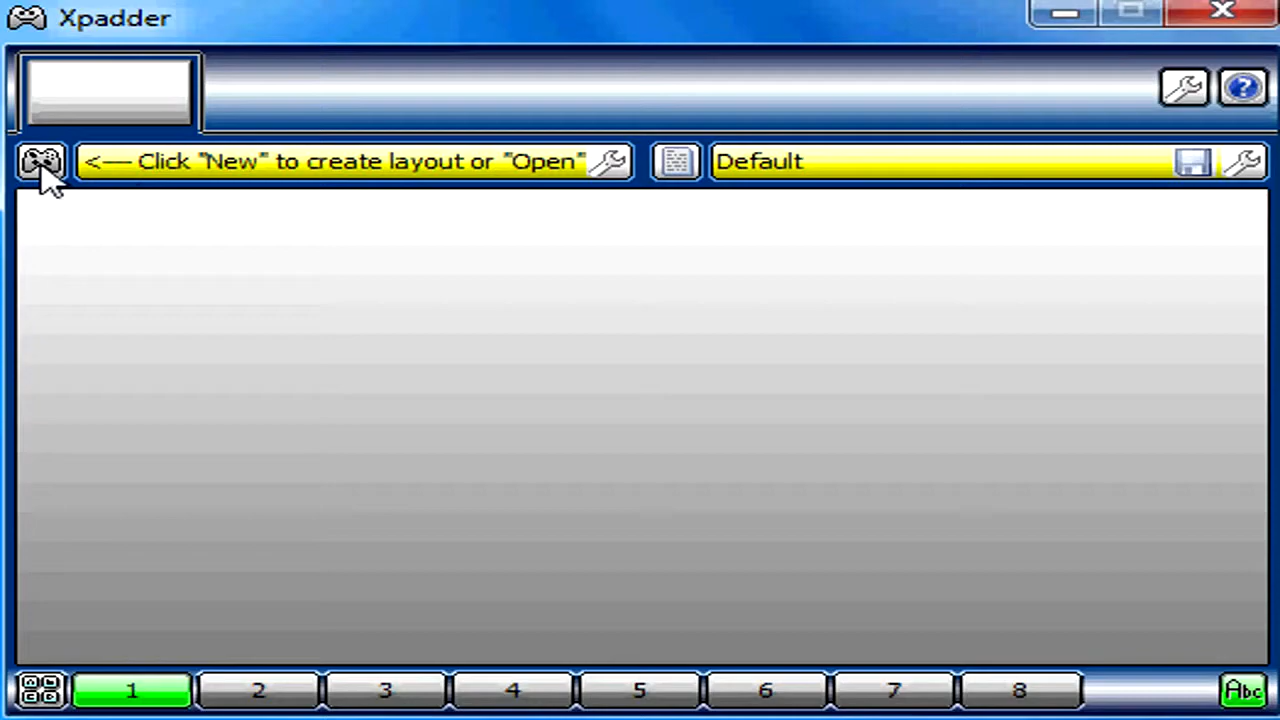 Xpadder
<--- Click "New" to create layout or "Open"
Default
1 2 3 4 5 6 7 8 Abc